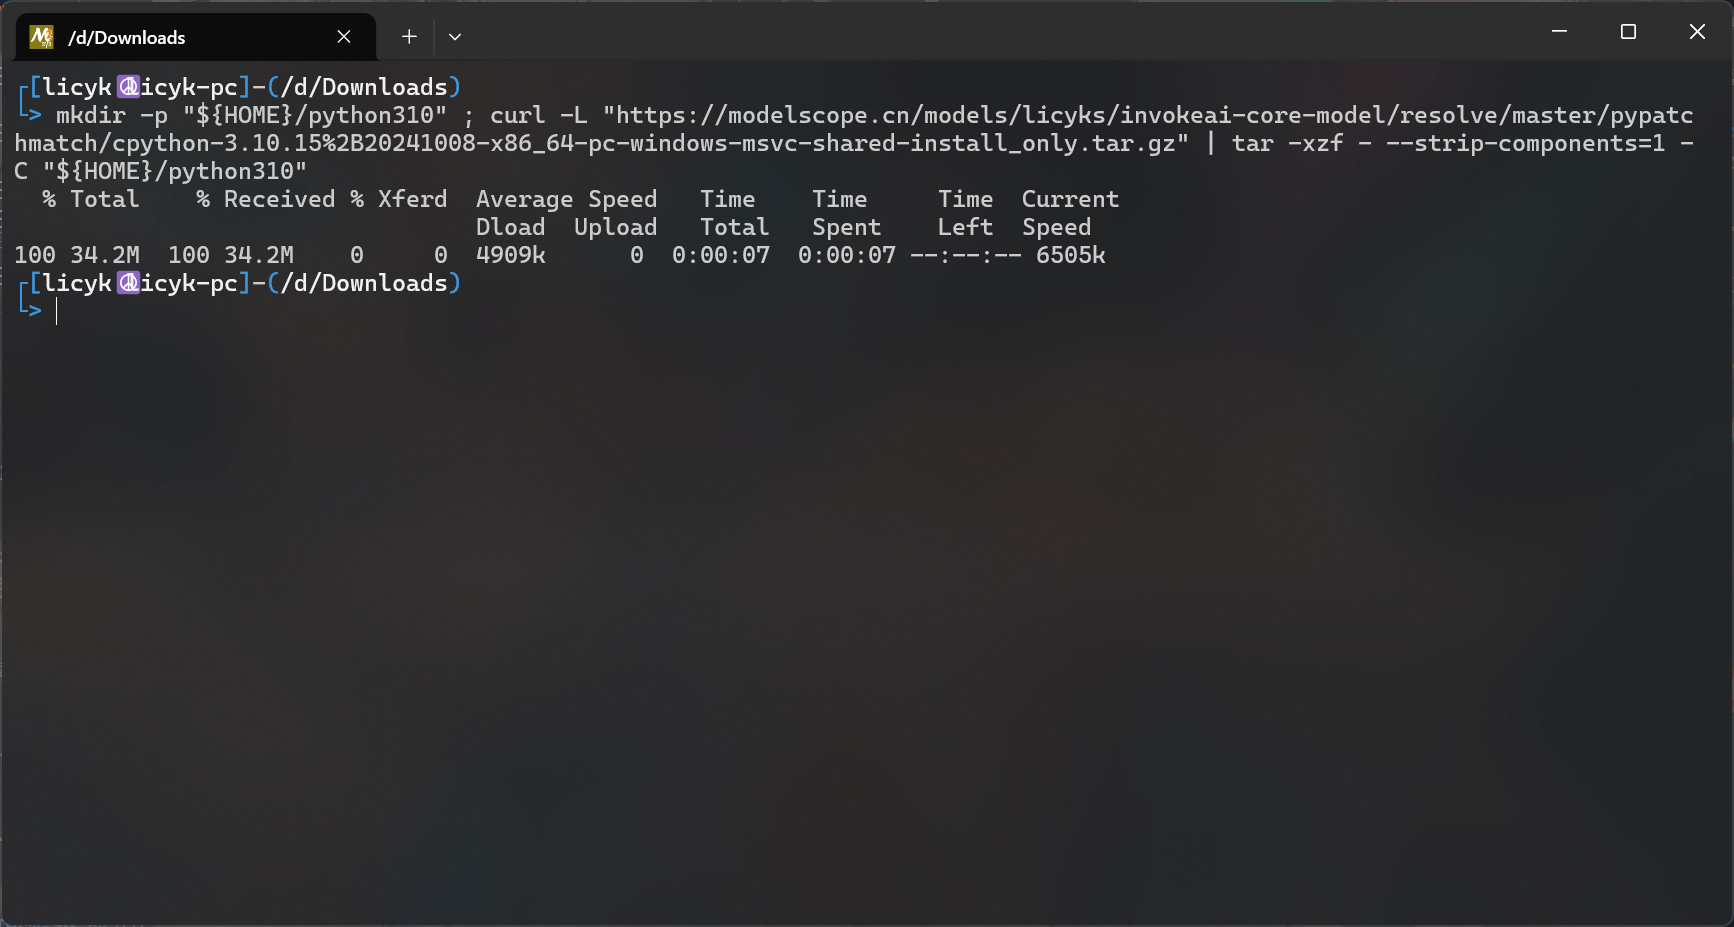 /d/Downloads
[licyk☮icyk-pc]-(/d/Downloads)
> mkdir -p "${HOME}/python310" ; curl -L "https://modelscope.cn/models/licyks/invokeai-core-model/resolve/master/pypatc
hmatch/cpython-3.10.15%2B20241008-x86_64-pc-windows-msvc-shared-install_only.tar.gz" | tar -xzf - --strip-components=1 -
C "${HOME}/python310"
% Total % Received % Xferd Average Speed Time Time Time Current
Dload Upload Total Spent Left Speed
100 34.2M 100 34.2M 0 0 4909k 0 0:00:07 0:00:07 --:--:-- 6505k
[licyk☮icyk-pc]-(/d/Downloads)
>